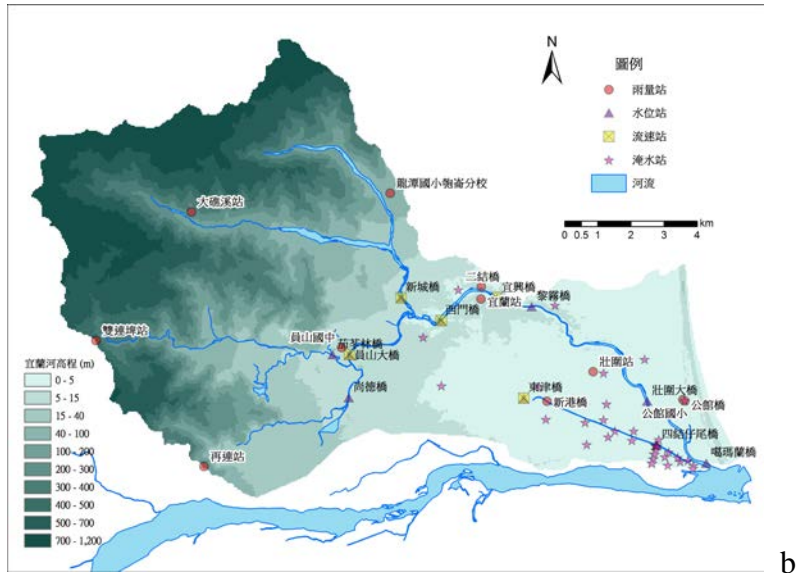 N
圖例
雨量站
水位站
流速站
淹水站
河流
0 0.5 1 2 3 4 km
龍潭國小匏崙分校
大礁溪站
二結橋
宜興橋
新城橋
宜蘭站
黎霧橋
西門橋
雙連埤站
員山國中
茄苳林橋
員山大橋
壯圍站
尚德橋
東津橋
壯圍大橋
新港橋
公館國小
公館橋
四結仔尾橋
噶瑪蘭橋
再連站
宜蘭河高程 (m)
0 - 5
5 - 15
15 - 40
40 - 100
100 - 200
200 - 300
300 - 400
400 - 500
500 - 700
700 - 1,200
b